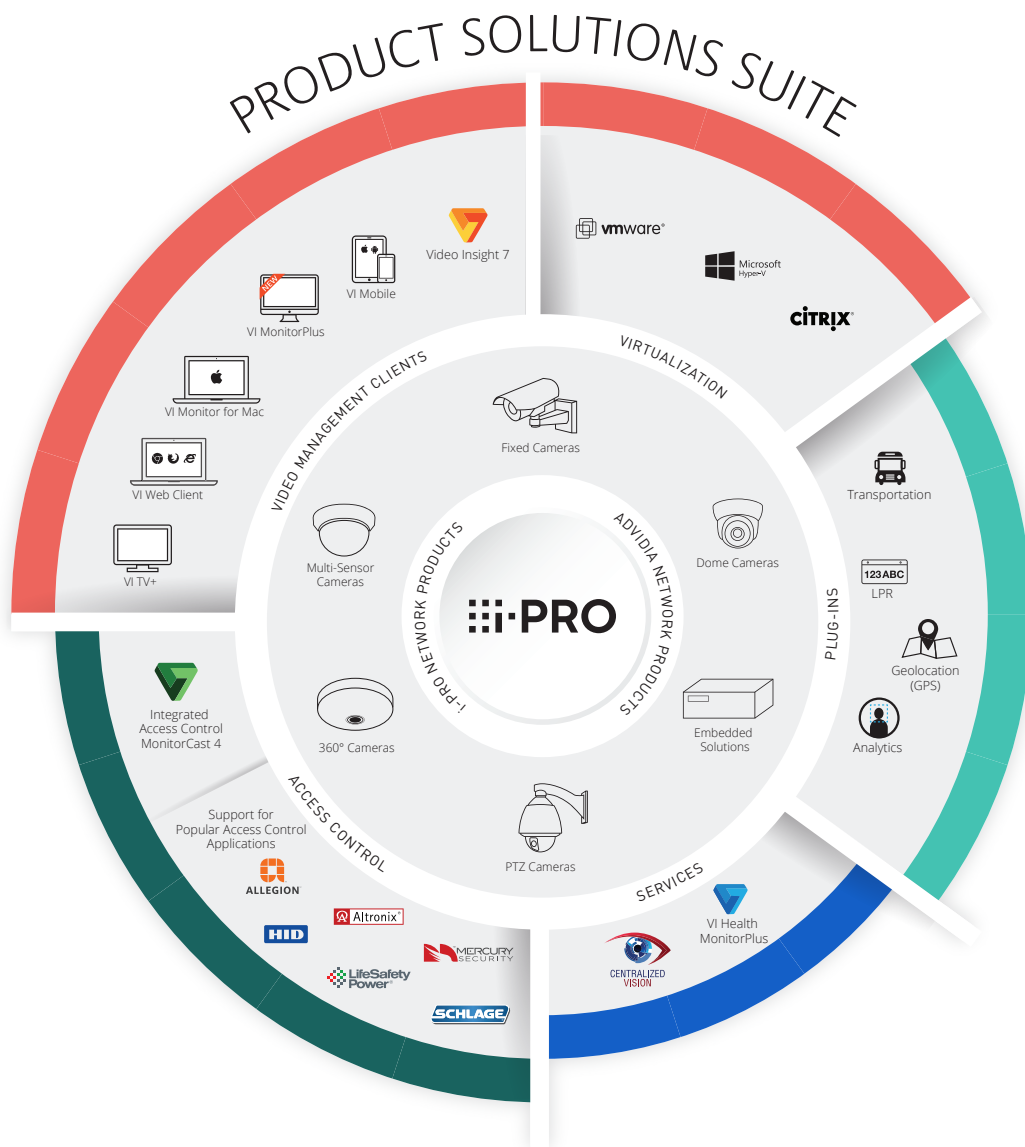 PRODUCT SOLUTIONS SUITE
Video Insight 7
VI Mobile
NEW
VI MonitorPlus
VI Monitor for Mac
VI Web Client
VI TV+
VIDEO MANAGEMENT CLIENTS
vmware®
Microsoft
Hyper-V
CITRIX®
VIRTUALIZATION
Transportation
123ABC
LPR
Geolocation
(GPS)
Analytics
PLUG-INS
Fixed Cameras
Multi-Sensor
Cameras
Dome Cameras
i-PRO NETWORK PRODUCTS
ADVIDIA NETWORK PRODUCTS
i-PRO
360° Cameras
Embedded
Solutions
PTZ Cameras
Integrated
Access Control
MonitorCast 4
ACCESS CONTROL
Support for
Popular Access Control
Applications
ALLEGION
HID
Altronix®
MERCURY
SECURITY
LifeSafety
Power®
SCHLAGE
SERVICES
VI Health
MonitorPlus
CENTRALIZED
VISION